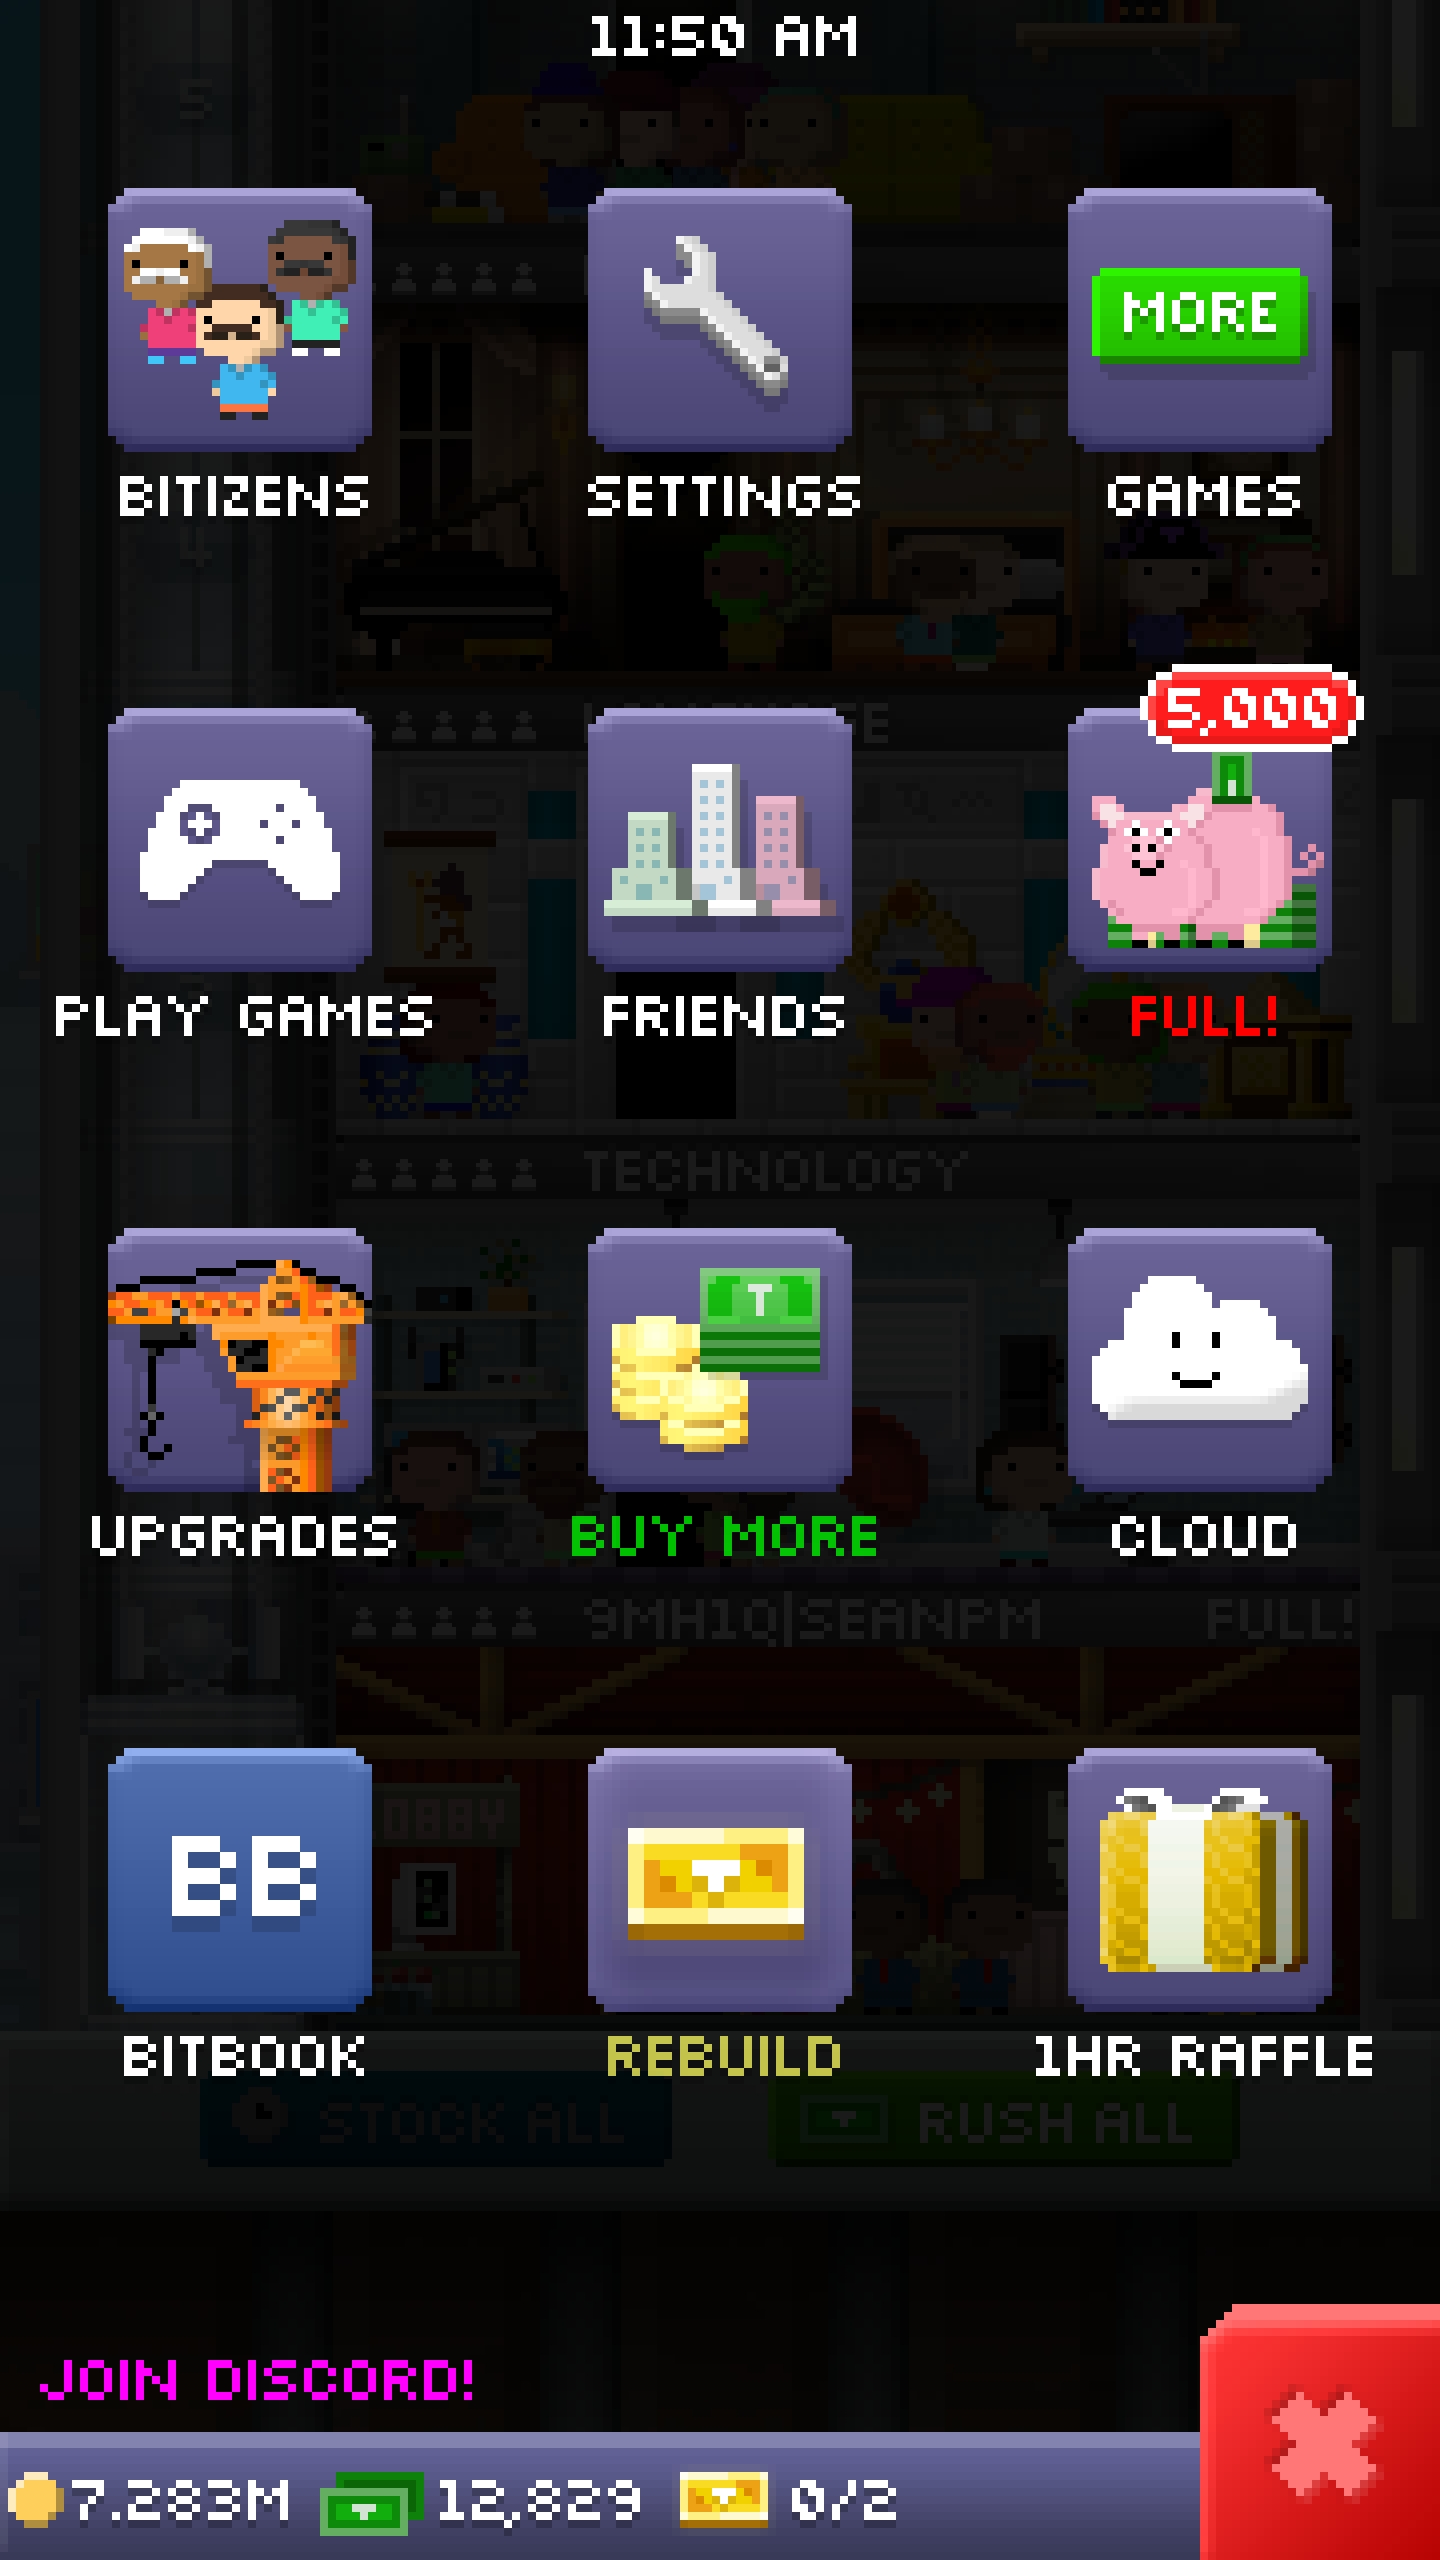 11:50 AM
5
MORE
BITIZENS SETTINGS GAMES
4
5,000
PLAY GAMES FRIENDS FULL!
TECHNOLOGY
T
UPGRADES BUY MORE CLOUD
9MH1Q|SEANPM FULL!
BB
BITBOOK REBUILD 1HR RAFFLE
STOCK ALL RUSH ALL
JOIN DISCORD!
7.283M 12,829 0/2